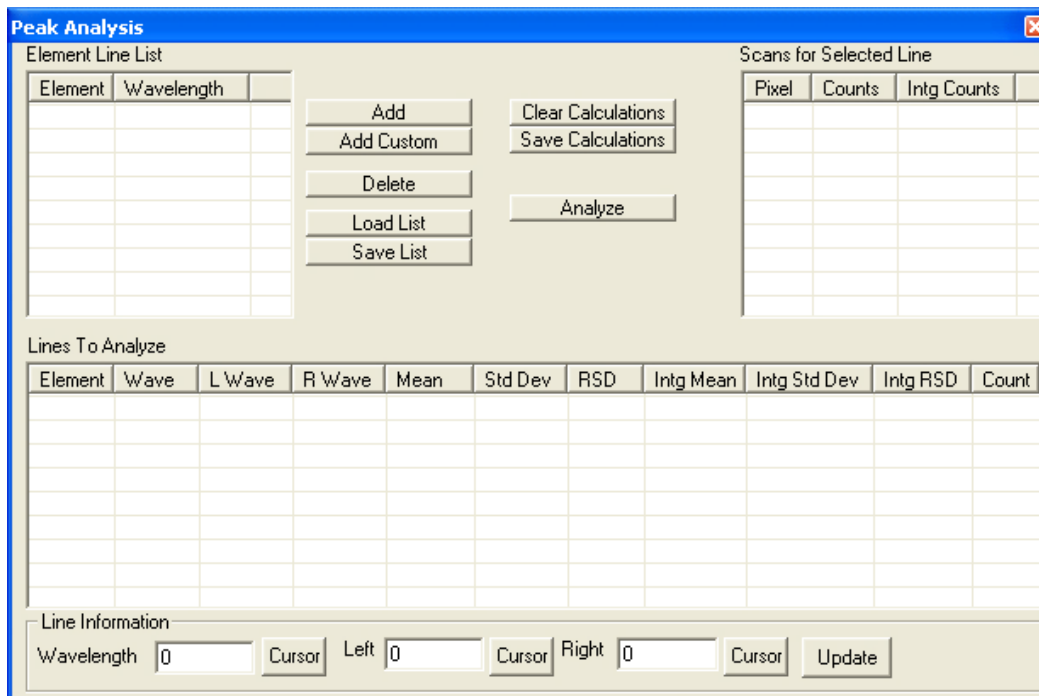 Peak Analysis
Element Line List
Scans for Selected Line
Element Wavelength
Pixel Counts Intg Counts
Add
Add Custom
Delete
Load List
Save List
Clear Calculations
Save Calculations
Analyze
Lines To Analyze
Element Wave L Wave R Wave Mean Std Dev RSD Intg Mean Intg Std Dev Intg RSD Count
Line Information
Wavelength 0 Cursor Left 0 Cursor Right 0 Cursor Update